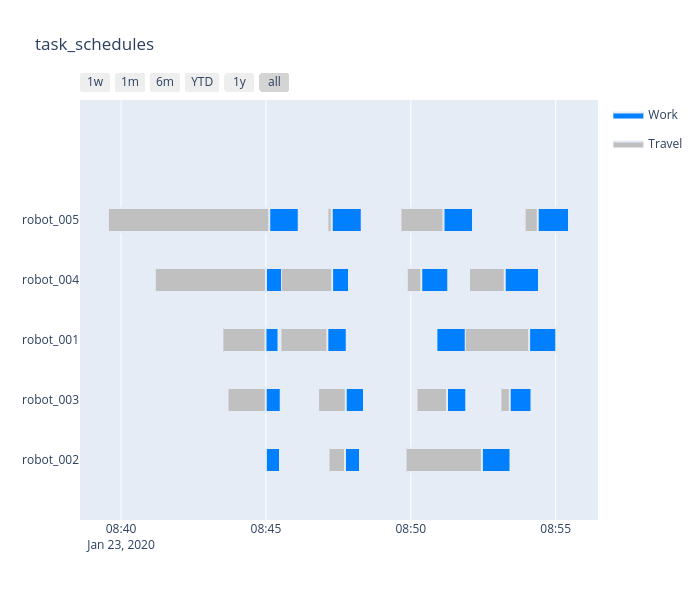 task_schedules
1w 1m 6m YTD 1y all
Work
Travel
robot_005
robot_004
robot_001
robot_003
robot_002
08:40 08:45 08:50 08:55
Jan 23, 2020